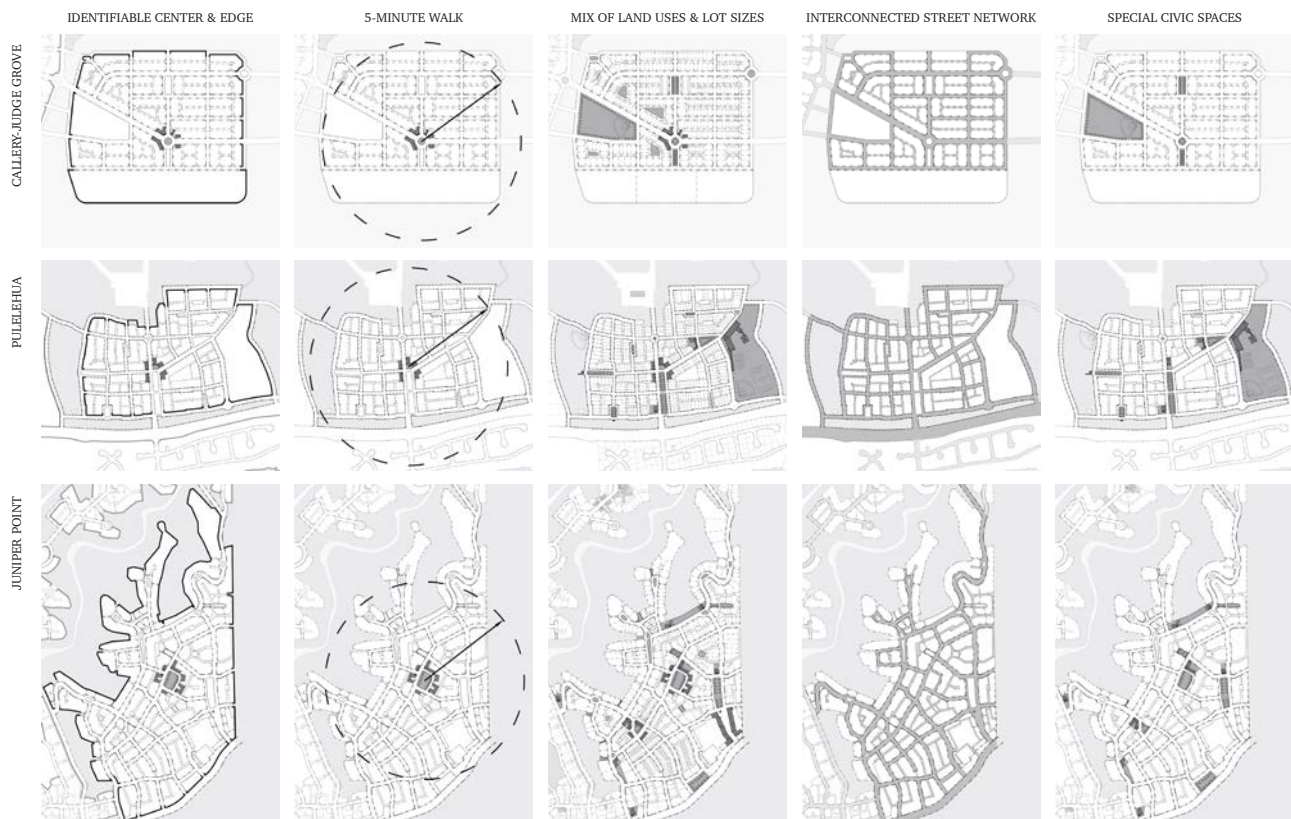 IDENTIFIABLE CENTER & EDGE
5-MINUTE WALK
MIX OF LAND USES & LOT SIZES
INTERCONNECTED STREET NETWORK
SPECIAL CIVIC SPACES
CALLERY-JUDGE GROVE
PULELEHUA
JUNIPER POINT